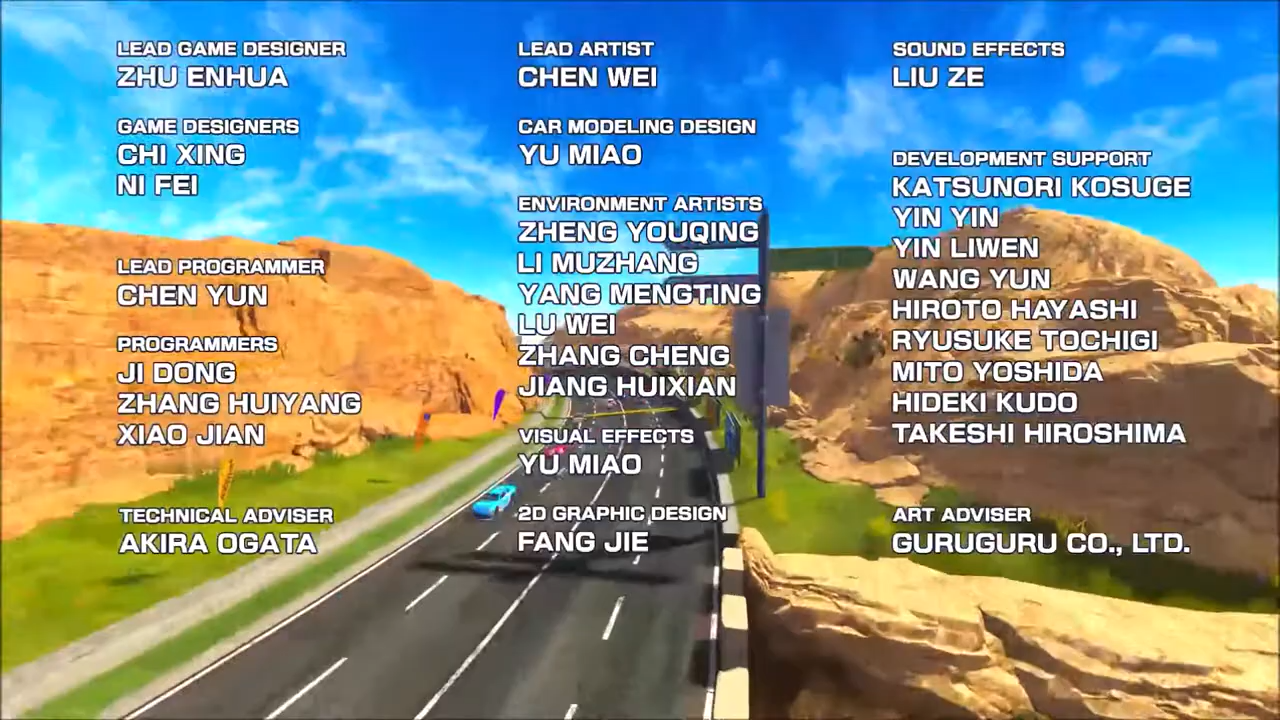 LEAD GAME DESIGNER
ZHU ENHUA
GAME DESIGNERS
CHI XING
NI FEI
LEAD PROGRAMMER
CHEN YUN
PROGRAMMERS
JI DONG
ZHANG HUIYANG
XIAO JIAN
TECHNICAL ADVISER
AKIRA OGATA
LEAD ARTIST
CHEN WEI
CAR MODELING DESIGN
YU MIAO
ENVIRONMENT ARTISTS
ZHENG YOUQING
LI MUZHANG
YANG MENGTING
LU WEI
ZHANG CHENG
JIANG HUIXIAN
VISUAL EFFECTS
YU MIAO
2D GRAPHIC DESIGN
FANG JIE
SOUND EFFECTS
LIU ZE
DEVELOPMENT SUPPORT
KATSUNORI KOSUGE
YIN YIN
YIN LIWEN
WANG YUN
HIROTO HAYASHI
RYUSUKE TOCHIGI
MITO YOSHIDA
HIDEKI KUDO
TAKESHI HIROSHIMA
ART ADVISER
GURUGURU CO., LTD.